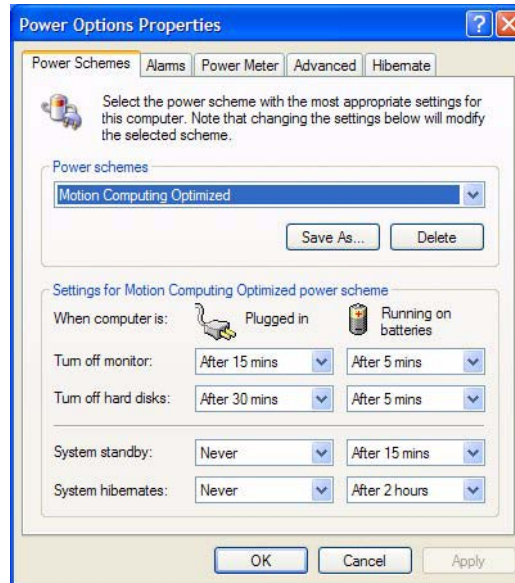 Power Options Properties
Power Schemes Alarms Power Meter Advanced Hibernate
Select the power scheme with the most appropriate settings for
this computer. Note that changing the settings below will modify
the selected scheme.
Power schemes
Motion Computing Optimized
Save As... Delete
Settings for Motion Computing Optimized power scheme
When computer is: Plugged in Running on
batteries
Turn off monitor: After 15 mins After 5 mins
Turn off hard disks: After 30 mins After 5 mins
System standby: Never After 15 mins
System hibernates: Never After 2 hours
OK Cancel Apply